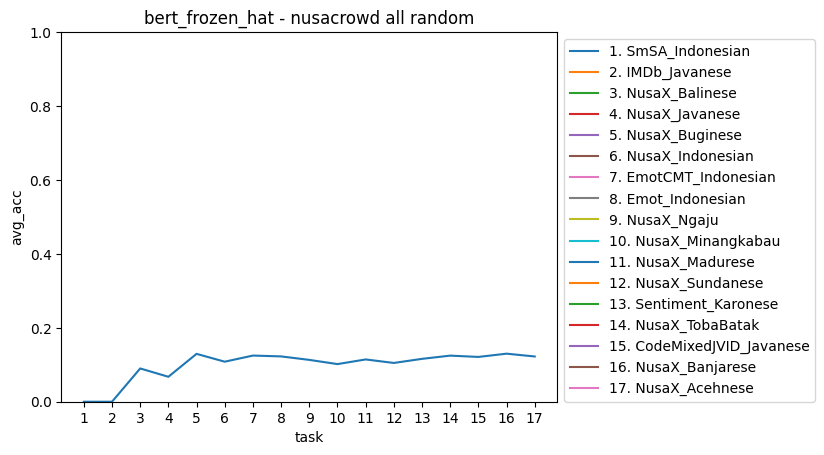 bert_frozen_hat - nusacrowd all random
1.0
0.8
0.6
0.4
0.2
0.0
avg_acc
1 2 3 4 5 6 7 8 9 10 11 12 13 14 15 16 17
task
1. SmSA_Indonesian
2. IMDb_Javanese
3. NusaX_Balinese
4. NusaX_Javanese
5. NusaX_Buginese
6. NusaX_Indonesian
7. EmotCMT_Indonesian
8. Emot_Indonesian
9. NusaX_Ngaju
10. NusaX_Minangkabau
11. NusaX_Madurese
12. NusaX_Sundanese
13. Sentiment_Karonese
14. NusaX_TobaBatak
15. CodeMixedJVID_Javanese
16. NusaX_Banjarese
17. NusaX_Acehnese